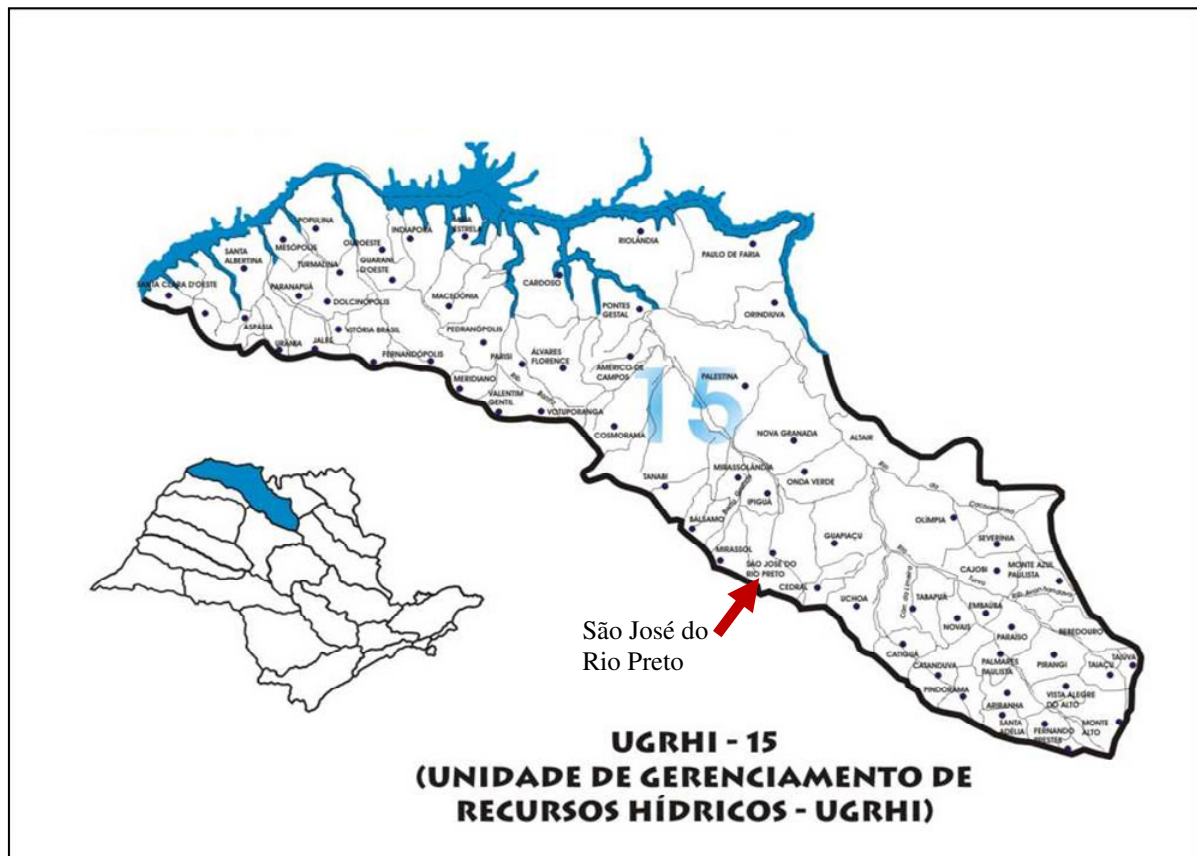 POPULINA
MESÓPOLIS
OUROESTE
INDIAPORÃ
RIOLÂNDIA
PAULO DE FARIA
SANTA
ALBERTINA
TURMALINA
GUARANI
D'OESTE
SANTA CLARA D'OESTE
PARANAPUÃ
DOLCINÓPOLIS
MACEDÔNIA
CARDOSO
PONTES
GESTAL
ORINDIUVA
ASPÁSIA
VITÓRIA BRASIL
PEDRANÓPOLIS
URÂNIA
JALES
FERNANDÓPOLIS
PARISI
ÁLVARES
FLORENCE
AMÉRICO DE
CAMPOS
15
PALESTINA
MERIDIANO
VALENTIM
GENTIL
VOTUPORANGA
COSMORAMA
NOVA GRANADA
ALTAIR
TANABI
MIRASSOLÂNDIA
ONDA VERDE
IPIGUÁ
BÁLSAMO
OLÍMPIA
MIRASSOL
SÃO JOSÉ DO
RIO PRETO
GUAPIAÇU
SEVERÍNIA
CEDRAL
UCHOA
CAJOBI
MONTE AZUL
PAULISTA
Rio Turvo
TABAPUÃ
EMBAÚBA
NOVAIS
PARAÍSO
BEBEDOURO
CATIGUÁ
CATANDUVA
PALMARES
PAULISTA
PIRANGI
TAIAÇU
TAIÚVA
PINDORAMA
ARIRANHA
VISTA ALEGRE
DO ALTO
SANTA
ADÉLIA
FERNANDO
PRESTES
MONTE
ALTO
São José do
Rio Preto
UGRHI - 15
(UNIDADE DE GERENCIAMENTO DE
RECURSOS HÍDRICOS - UGRHI)